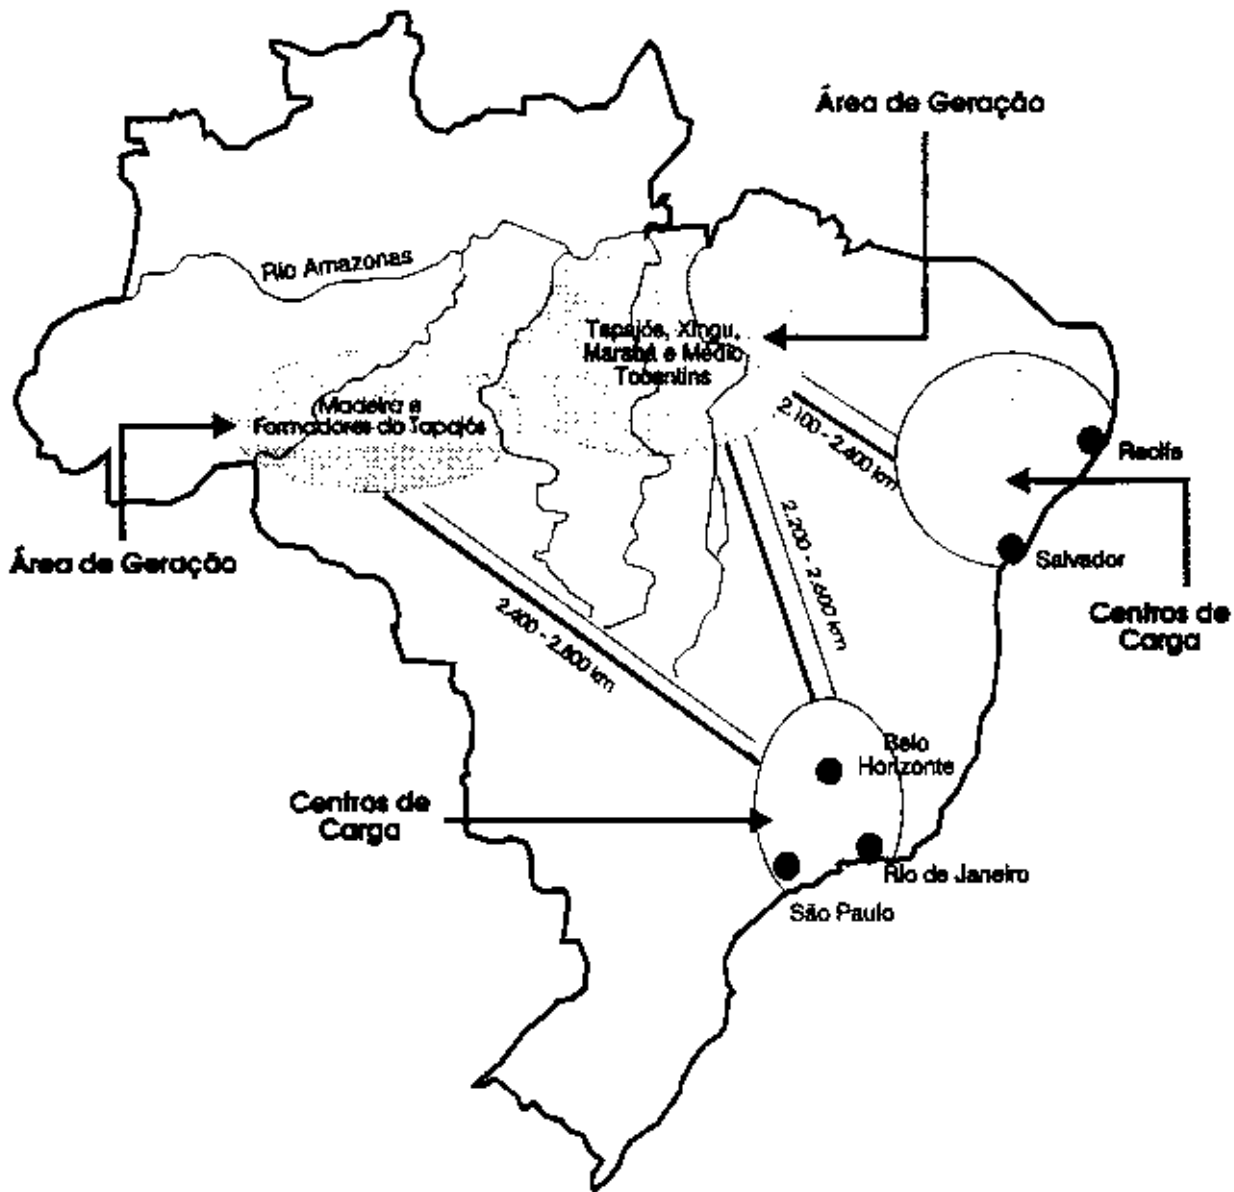 Área de Geração
Rio Amazonas
Tapajós, Xingu,
Marabá e Médio
Tocantins
Madeira e
Formadores do Tapajós
2.100 - 2.400 km
Recife
Área de Geração
2.200 - 2.600 km
Salvador
2.400 - 2.800 km
Centros de
Carga
Belo
Horizonte
Centros de
Carga
Rio de Janeiro
São Paulo